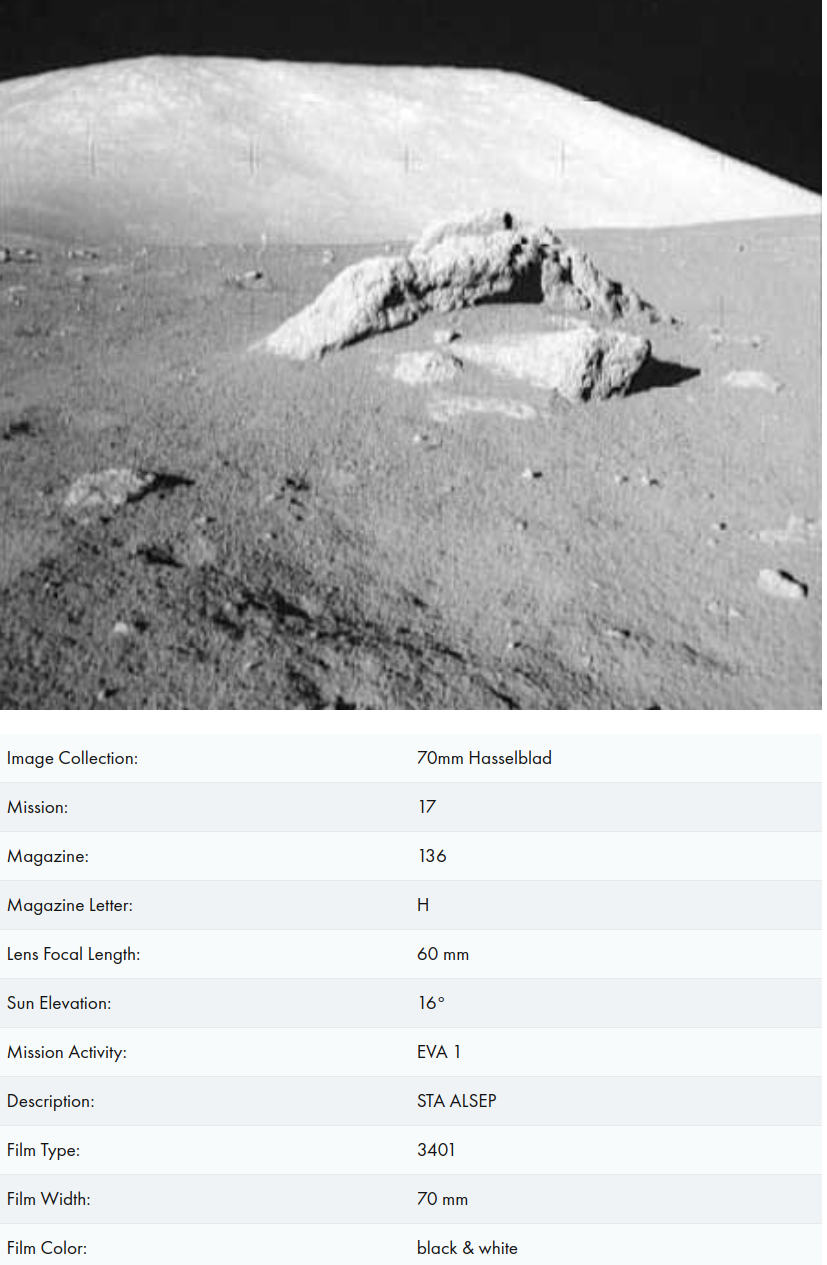 Image Collection: 70mm Hasselblad
Mission: 17
Magazine: 136
Magazine Letter: H
Lens Focal Length: 60 mm
Sun Elevation: 16°
Mission Activity: EVA 1
Description: STA ALSEP
Film Type: 3401
Film Width: 70 mm
Film Color: black & white